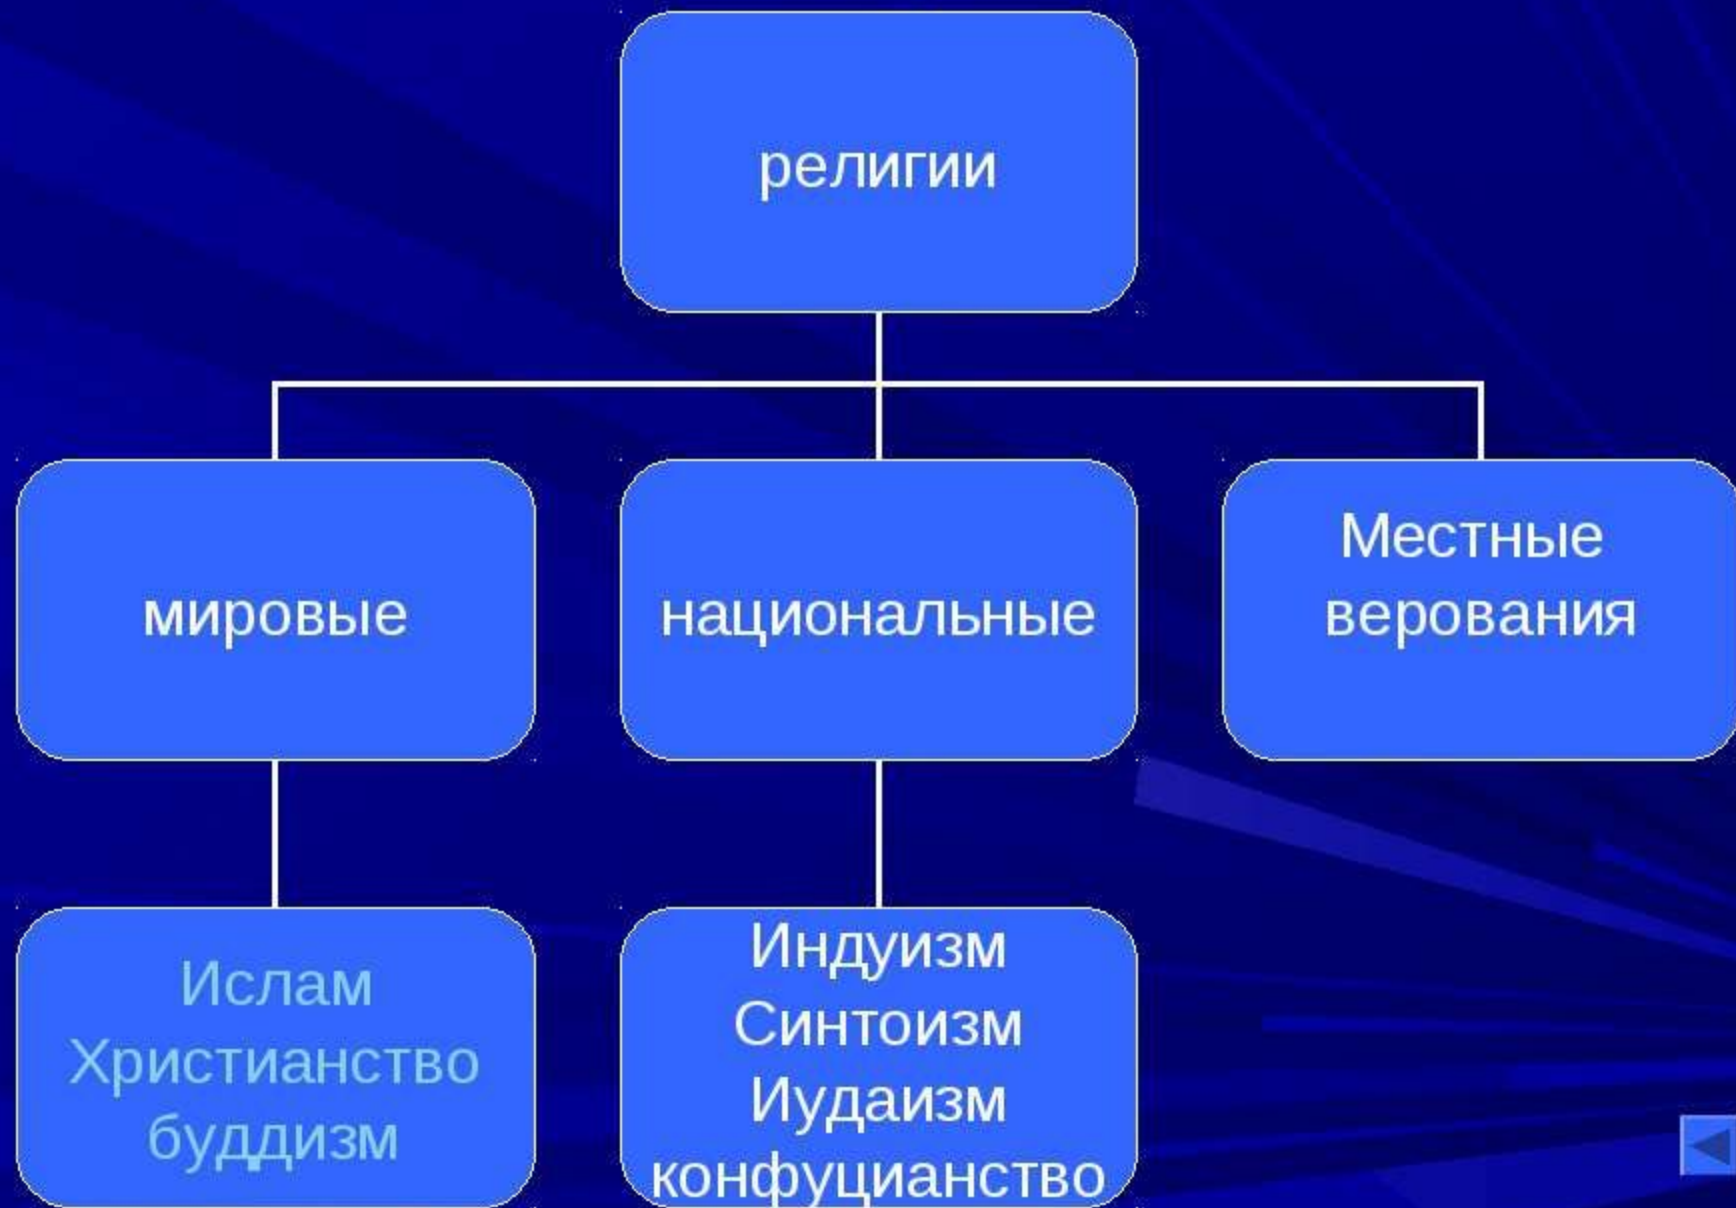 религии
мировые
национальные
Местные
верования
Ислам
Христианство
буддизм
Индуизм
Синтоизм
Иудаизм
конфуцианство